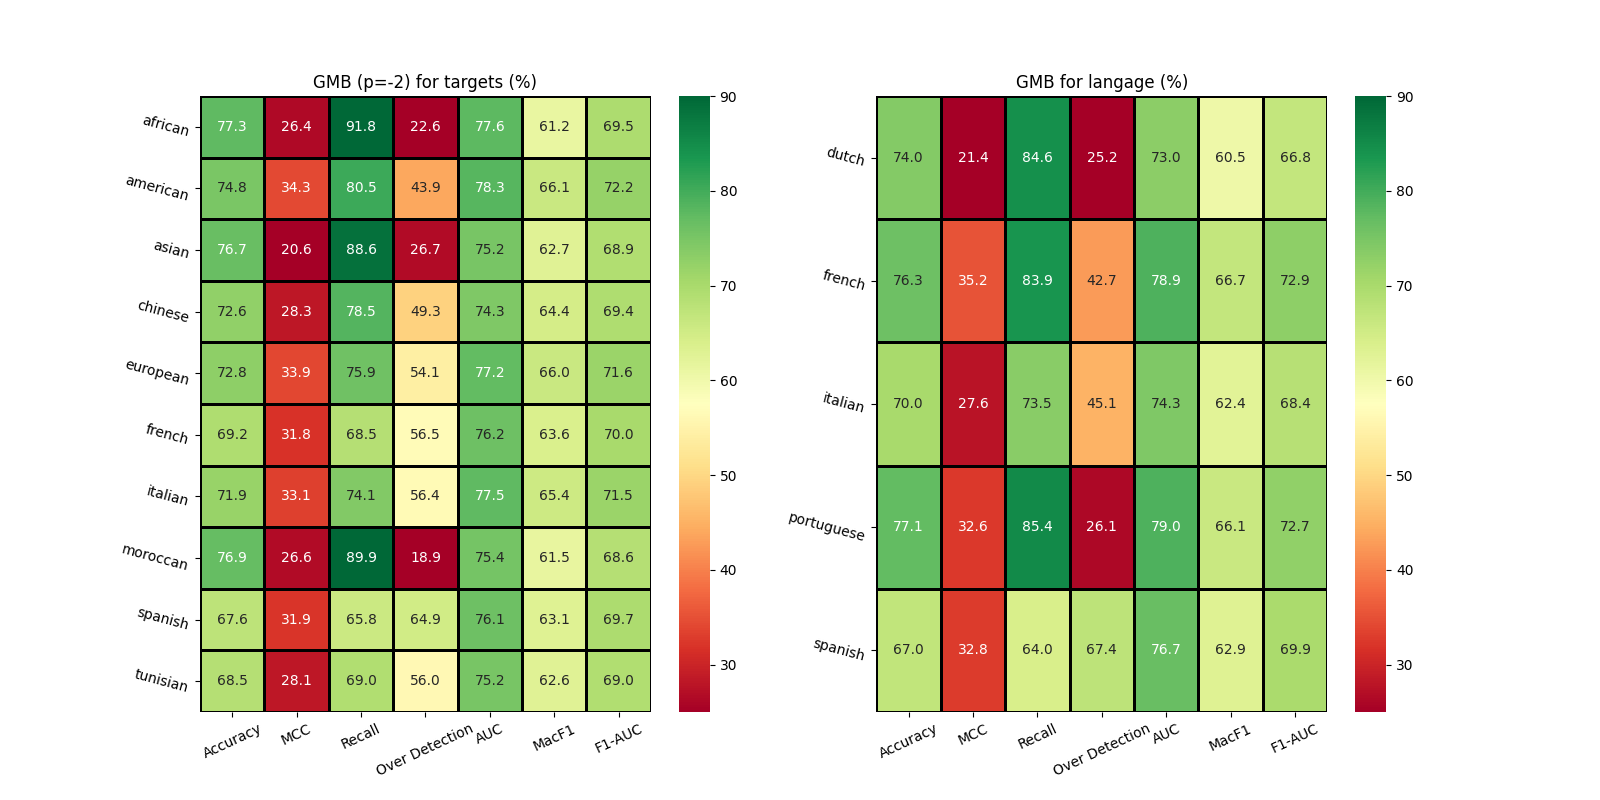 GMB (p=-2) for targets (%)
african 77.3 26.4 91.8 22.6 77.6 61.2 69.5
american 74.8 34.3 80.5 43.9 78.3 66.1 72.2
asian 76.7 20.6 88.6 26.7 75.2 62.7 68.9
chinese 72.6 28.3 78.5 49.3 74.3 64.4 69.4
european 72.8 33.9 75.9 54.1 77.2 66.0 71.6
french 69.2 31.8 68.5 56.5 76.2 63.6 70.0
italian 71.9 33.1 74.1 56.4 77.5 65.4 71.5
moroccan 76.9 26.6 89.9 18.9 75.4 61.5 68.6
spanish 67.6 31.9 65.8 64.9 76.1 63.1 69.7
tunisian 68.5 28.1 69.0 56.0 75.2 62.6 69.0
Accuracy MCC Recall Over Detection AUC MacF1 F1-AUC
90
80
70
60
50
40
30
GMB for langage (%)
dutch 74.0 21.4 84.6 25.2 73.0 60.5 66.8
french 76.3 35.2 83.9 42.7 78.9 66.7 72.9
italian 70.0 27.6 73.5 45.1 74.3 62.4 68.4
portuguese 77.1 32.6 85.4 26.1 79.0 66.1 72.7
spanish 67.0 32.8 64.0 67.4 76.7 62.9 69.9
Accuracy MCC Recall Over Detection AUC MacF1 F1-AUC
90
80
70
60
50
40
30